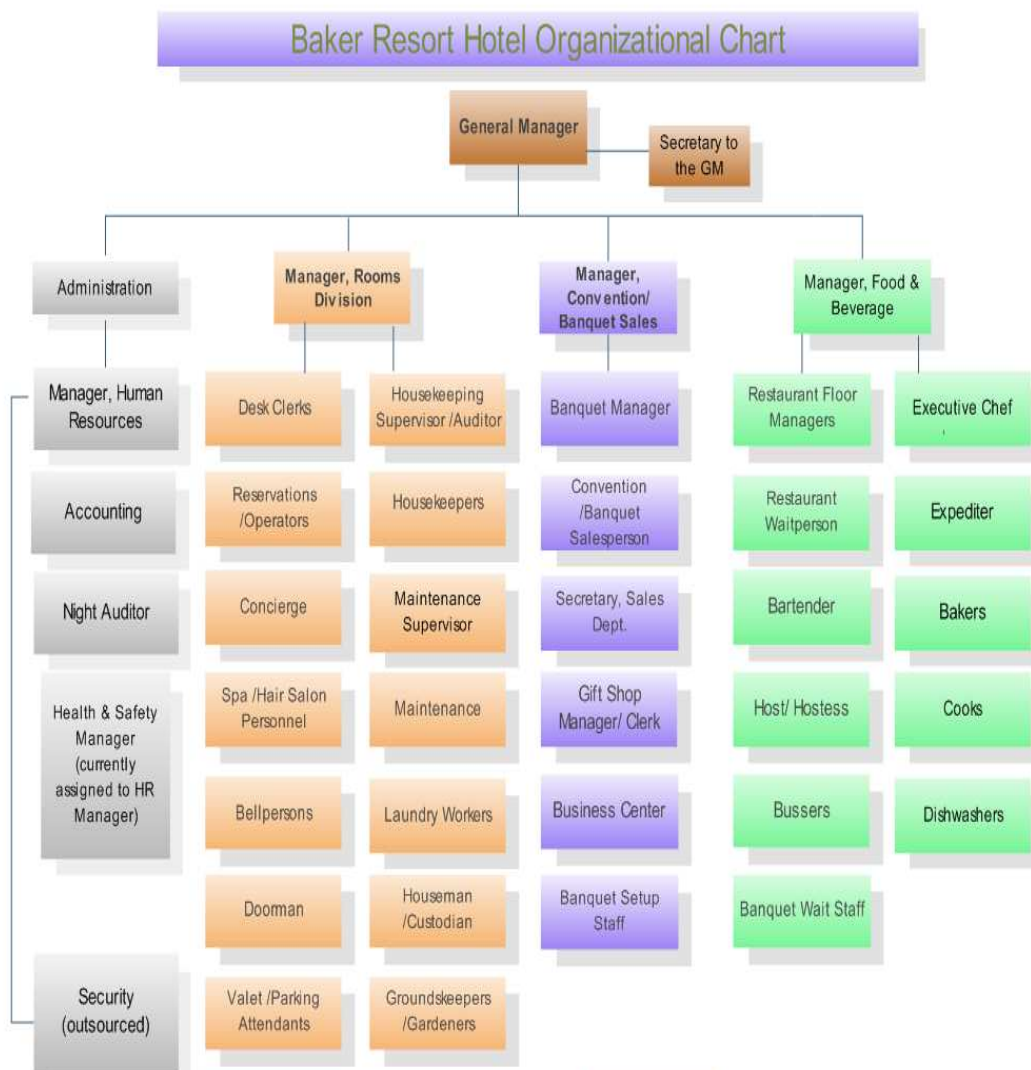 Baker Resort Hotel Organizational Chart
General Manager
Secretary to
the GM
Administration
Manager, Rooms
Division
Manager,
Convention/
Banquet Sales
Manager, Food &
Beverage
Manager, Human
Resources
Desk Clerks
Housekeeping
Supervisor /Auditor
Banquet Manager
Restaurant Floor
Managers
Executive Chef
Accounting
Reservations
/Operators
Housekeepers
Convention
/Banquet
Salesperson
Restaurant
Waitperson
Expediter
Night Auditor
Concierge
Maintenance
Supervisor
Secretary, Sales
Dept.
Bartender
Bakers
Health & Safety
Manager
(currently
assigned to HR
Manager)
Spa /Hair Salon
Personnel
Maintenance
Gift Shop
Manager/ Clerk
Host/ Hostess
Cooks
Bellpersons
Laundry Workers
Business Center
Bussers
Dishwashers
Doorman
Houseman
/Custodian
Banquet Setup
Staff
Banquet Wait Staff
Security
(outsourced)
Valet /Parking
Attendants
Groundskeepers
/Gardeners